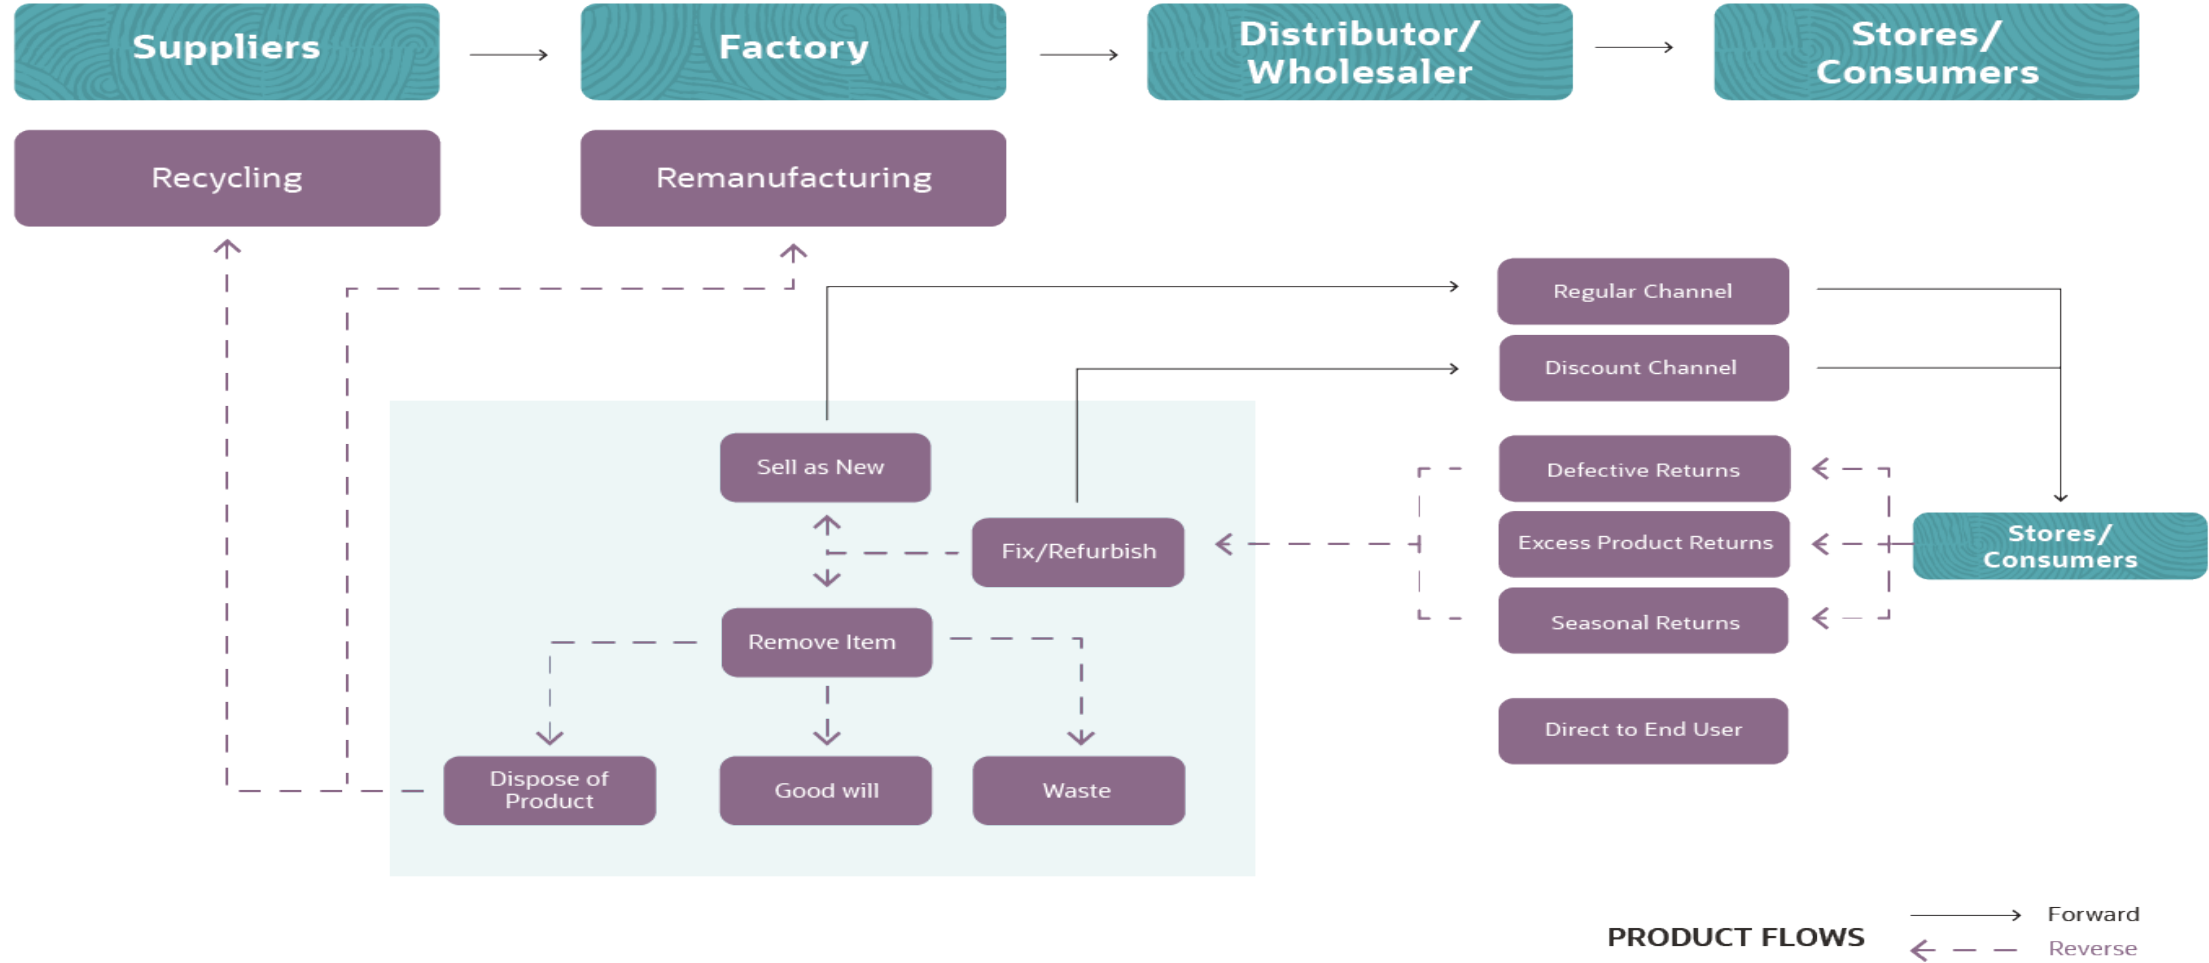 Suppliers
Factory
Distributor/
Wholesaler
Stores/
Consumers
Recycling
Remanufacturing
Regular Channel
Discount Channel
Sell as New
Defective Returns
Fix/Refurbish
Excess Product Returns
Stores/
Consumers
Seasonal Returns
Remove Item
Direct to End User
Dispose of
Product
Good will
Waste
PRODUCT FLOWS
Forward
Reverse